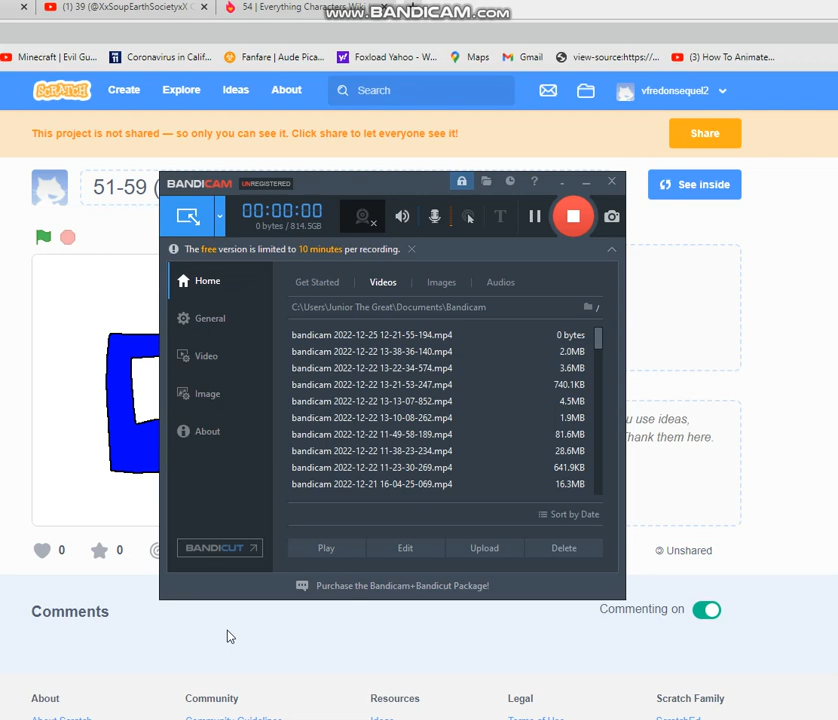 (1) 39 (@XxSoupEarthSocietyxX
54 | Everything Characters Wiki
www.BANDICAM.com
Minecraft | Evil Gu...
Coronavirus in Calif...
Fanfare | Aude Pica...
Foxload Yahoo - W...
Maps
Gmail
view-source:https://...
(3) How To Animate...
SCRATCH
Create
Explore
Ideas
About
Search
vfredonsequel2
This project is not shared — so only you can see it. Click share to let everyone see it!
Share
51-59 (
See inside
BANDICAM
UNREGISTERED
00:00:00
0 bytes / 814.5GB
The free version is limited to 10 minutes per recording.
Home
General
Video
Image
About
BANDICUT
Get Started
Videos
Images
Audios
C:\Users\Junior The Great\Documents\Bandicam
/
bandicam 2022-12-25 12-21-55-194.mp4 0 bytes
bandicam 2022-12-22 13-38-36-140.mp4 2.0MB
bandicam 2022-12-22 13-22-34-574.mp4 3.6MB
bandicam 2022-12-22 13-21-53-247.mp4 740.1KB
bandicam 2022-12-22 13-13-07-852.mp4 4.5MB
bandicam 2022-12-22 13-10-08-262.mp4 1.9MB
bandicam 2022-12-22 11-49-58-189.mp4 81.6MB
bandicam 2022-12-22 11-38-23-234.mp4 28.6MB
bandicam 2022-12-22 11-23-30-269.mp4 641.9KB
bandicam 2022-12-21 16-04-25-069.mp4 16.3MB
Sort by Date
Play
Edit
Upload
Delete
Purchase the Bandicam+Bandicut Package!
u use ideas,
Thank them here.
0
0
Unshared
Comments
Commenting on
About
Community
Resources
Legal
Scratch Family
About Scratch
Community Guidelines
Ideas
Terms of Use
ScratchEd